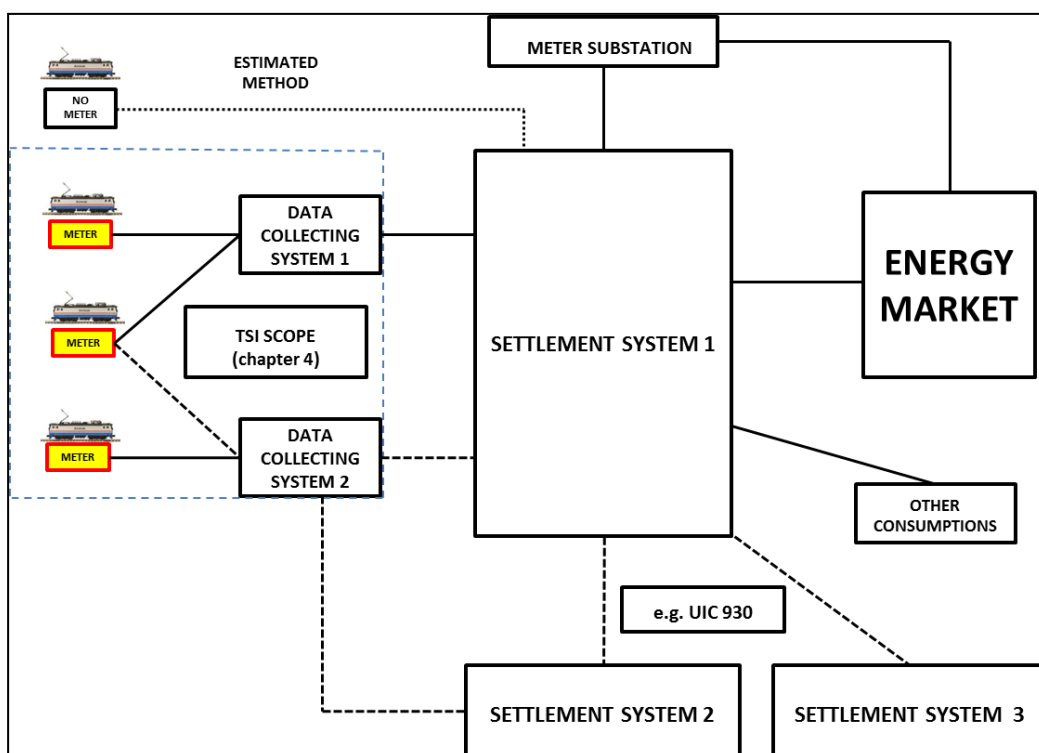 METER SUBSTATION
ESTIMATED
METHOD
NO
METER
METER
DATA
COLLECTING
SYSTEM 1
ENERGY
MARKET
METER
TSI SCOPE
(chapter 4)
SETTLEMENT SYSTEM 1
METER
DATA
COLLECTING
SYSTEM 2
OTHER
CONSUMPTIONS
e.g. UIC 930
SETTLEMENT SYSTEM 2
SETTLEMENT SYSTEM 3